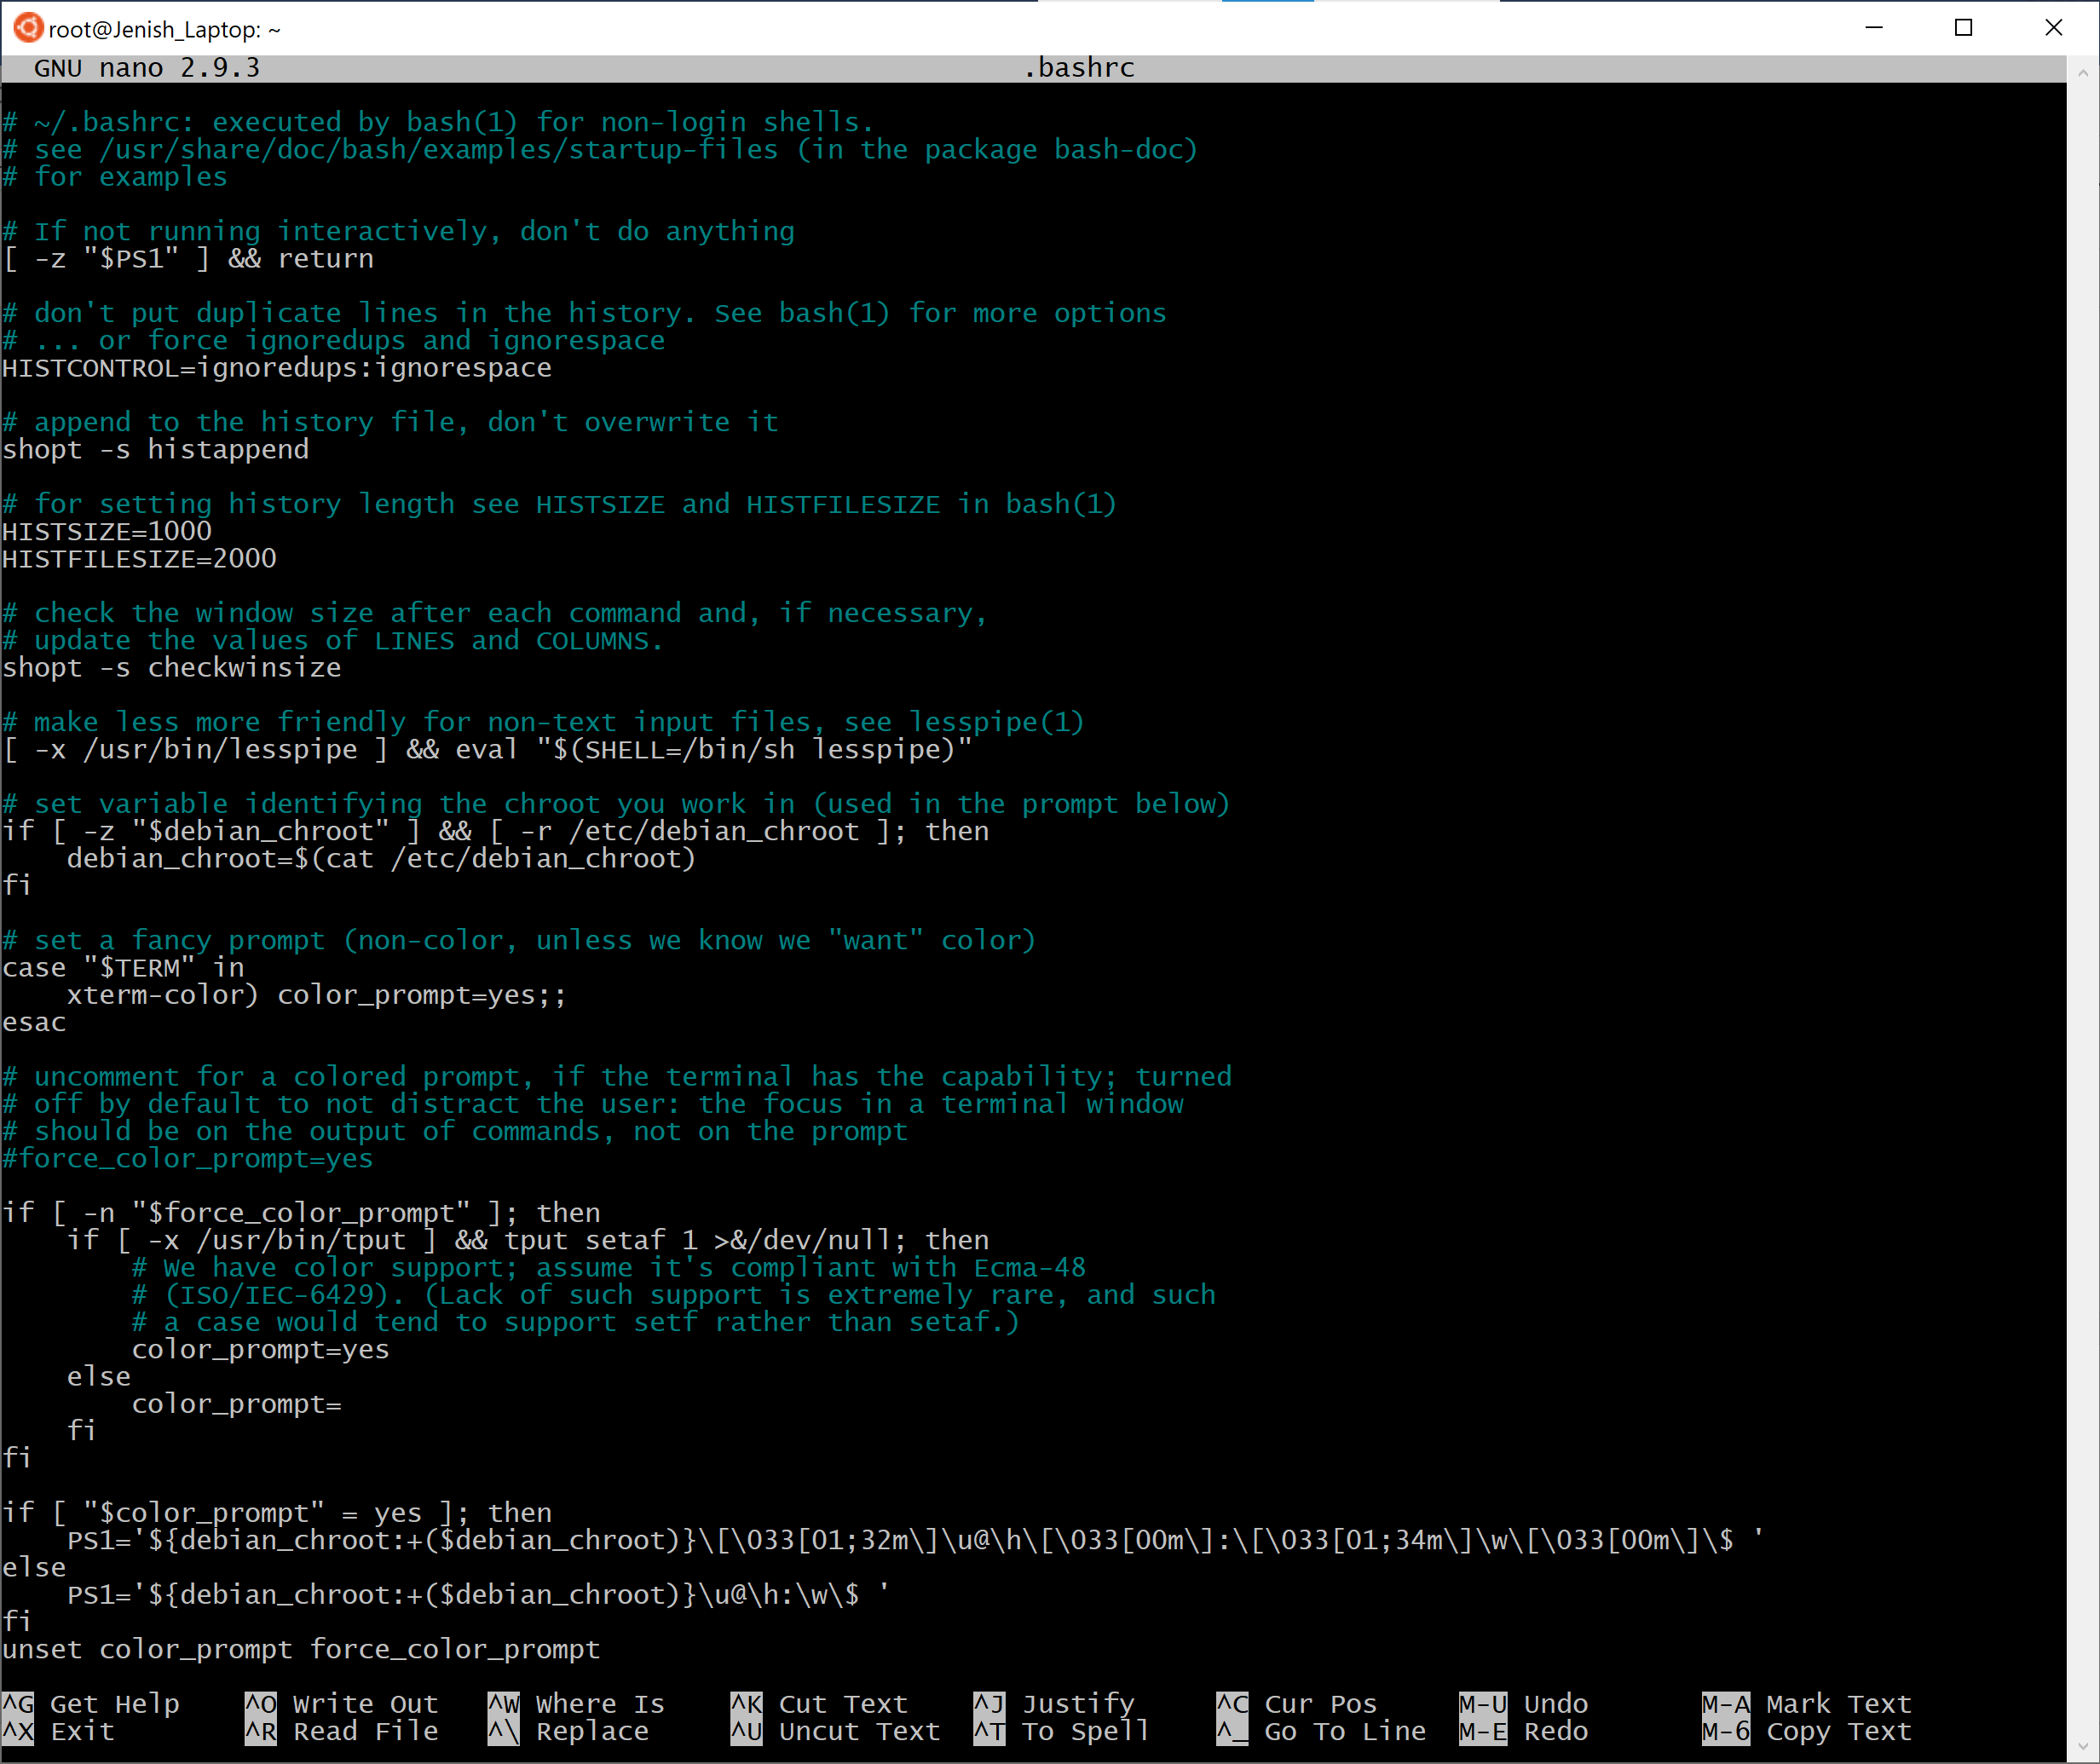 root@Jenish_Laptop: ~
GNU nano 2.9.3 .bashrc
# ~/.bashrc: executed by bash(1) for non-login shells.
# see /usr/share/doc/bash/examples/startup-files (in the package bash-doc)
# for examples
# If not running interactively, don't do anything
[ -z "$PS1" ] && return
# don't put duplicate lines in the history. See bash(1) for more options
# ... or force ignoredups and ignorespace
HISTCONTROL=ignoredups:ignorespace
# append to the history file, don't overwrite it
shopt -s histappend
# for setting history length see HISTSIZE and HISTFILESIZE in bash(1)
HISTSIZE=1000
HISTFILESIZE=2000
# check the window size after each command and, if necessary,
# update the values of LINES and COLUMNS.
shopt -s checkwinsize
# make less more friendly for non-text input files, see lesspipe(1)
[ -x /usr/bin/lesspipe ] && eval "$(SHELL=/bin/sh lesspipe)"
# set variable identifying the chroot you work in (used in the prompt below)
if [ -z "$debian_chroot" ] && [ -r /etc/debian_chroot ]; then
    debian_chroot=$(cat /etc/debian_chroot)
fi
# set a fancy prompt (non-color, unless we know we "want" color)
case "$TERM" in
    xterm-color) color_prompt=yes;;
esac
# uncomment for a colored prompt, if the terminal has the capability; turned
# off by default to not distract the user: the focus in a terminal window
# should be on the output of commands, not on the prompt
#force_color_prompt=yes
if [ -n "$force_color_prompt" ]; then
    if [ -x /usr/bin/tput ] && tput setaf 1 >&/dev/null; then
        # We have color support; assume it's compliant with Ecma-48
        # (ISO/IEC-6429). (Lack of such support is extremely rare, and such
        # a case would tend to support setf rather than setaf.)
        color_prompt=yes
    else
        color_prompt=
    fi
fi
if [ "$color_prompt" = yes ]; then
    PS1='${debian_chroot:+($debian_chroot)}\[\033[01;32m\]\u@\h\[\033[00m\]:\[\033[01;34m\]\w\[\033[00m\]\$ '
else
    PS1='${debian_chroot:+($debian_chroot)}\u@\h:\w\$ '
fi
unset color_prompt force_color_prompt
^G Get Help ^O Write Out ^W Where Is ^K Cut Text ^J Justify ^C Cur Pos M-U Undo M-A Mark Text
^X Exit ^R Read File ^\ Replace ^U Uncut Text ^T To Spell ^_ Go To Line M-E Redo M-6 Copy Text